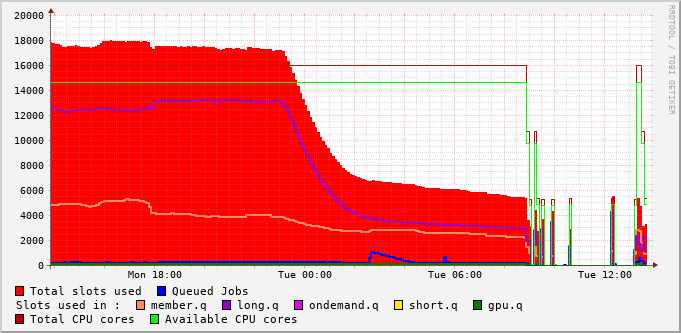 20000
18000
16000
14000
12000
10000
8000
6000
4000
2000
0
Mon 18:00 Tue 00:00 Tue 06:00 Tue 12:00
RRDTOOL / TOBI OETIKER
Total slots used Queued Jobs
Slots used in : member.q long.q ondemand.q short.q gpu.q
Total CPU cores Available CPU cores